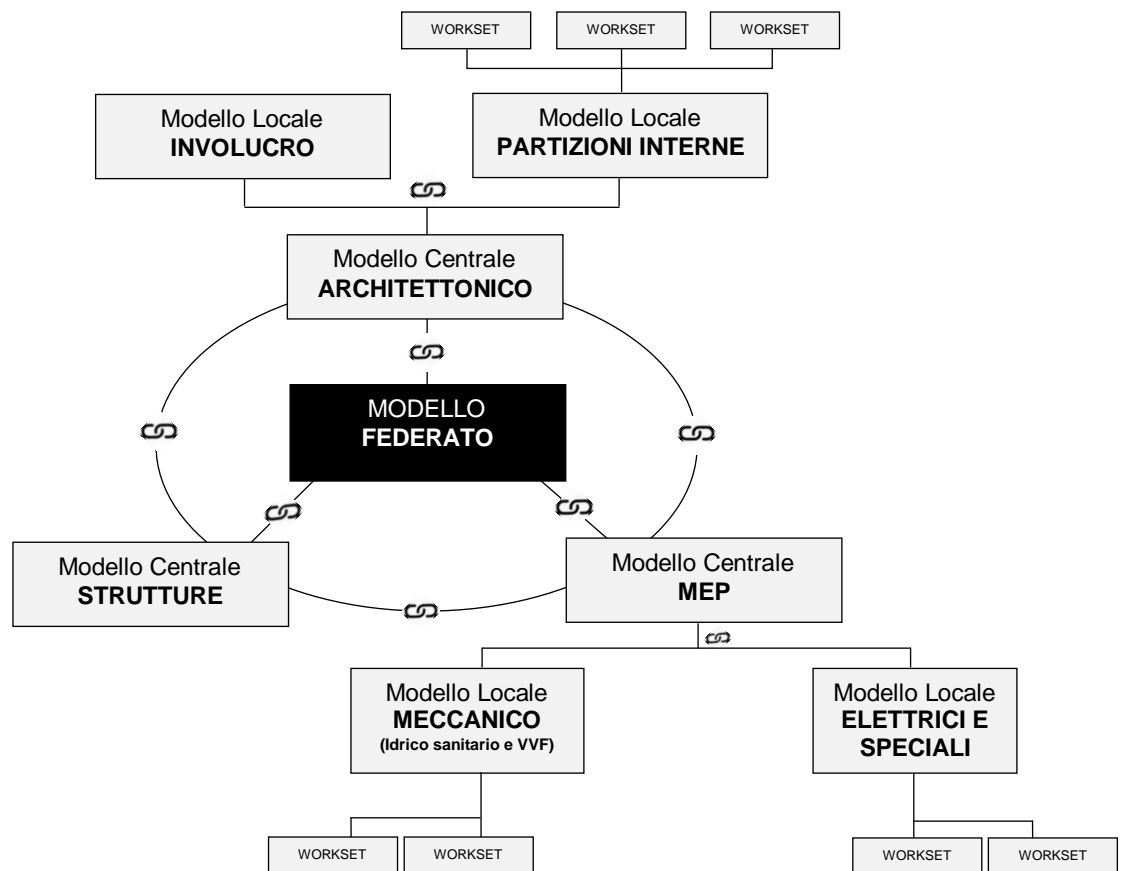 WORKSET
WORKSET
WORKSET
Modello Locale
INVOLUCRO
Modello Locale
PARTIZIONI INTERNE
Modello Centrale
ARCHITETTONICO
MODELLO
FEDERATO
Modello Centrale
STRUTTURE
Modello Centrale
MEP
Modello Locale
MECCANICO
(Idrico sanitario e VVF)
Modello Locale
ELETTRICI E
SPECIALI
WORKSET
WORKSET
WORKSET
WORKSET